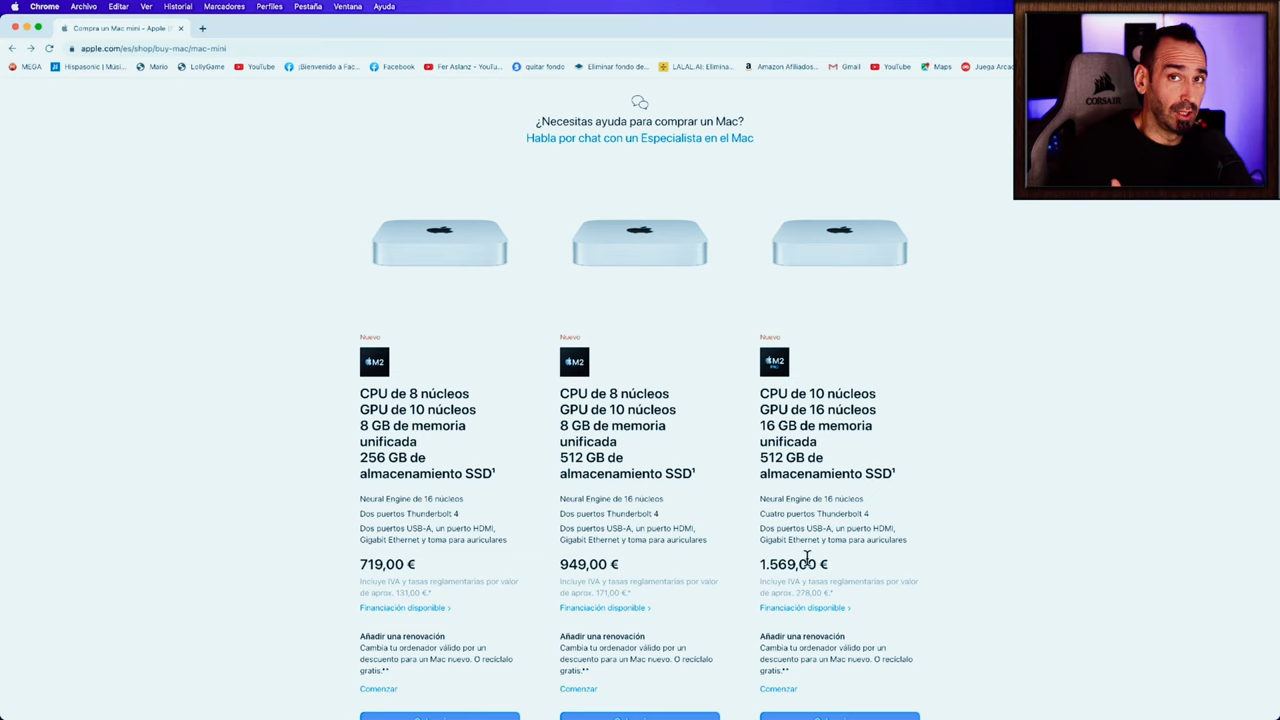 Chrome Archivo Editar Ver Historial Marcadores Perfiles Pestaña Ventana Ayuda
Compra un Mac mini - Apple (
apple.com/es/shop/buy-mac/mac-mini
MEGA Hispasonic | Músi... Mario LollyGame YouTube ¡Bienvenido a Fac... Facebook Fer Aslanz - YouTu... quitar fondo Eliminar fondo de... LALAL.AI: Elimina... Amazon Afiliados... Gmail YouTube Maps Juega Arcad
CORSAIR
¿Necesitas ayuda para comprar un Mac?
Habla por chat con un Especialista en el Mac
Nuevo
M2
CPU de 8 núcleos
GPU de 10 núcleos
8 GB de memoria
unificada
256 GB de
almacenamiento SSD¹
Neural Engine de 16 núcleos
Dos puertos Thunderbolt 4
Dos puertos USB-A, un puerto HDMI,
Gigabit Ethernet y toma para auriculares
719,00 €
Incluye IVA y tasas reglamentarias por valor
de aprox. 131,00 €.*
Financiación disponible >
Añadir una renovación
Cambia tu ordenador válido por un
descuento para un Mac nuevo. O recíclalo
gratis.**
Comenzar
Nuevo
M2
CPU de 8 núcleos
GPU de 10 núcleos
8 GB de memoria
unificada
512 GB de
almacenamiento SSD¹
Neural Engine de 16 núcleos
Dos puertos Thunderbolt 4
Dos puertos USB-A, un puerto HDMI,
Gigabit Ethernet y toma para auriculares
949,00 €
Incluye IVA y tasas reglamentarias por valor
de aprox. 171,00 €.*
Financiación disponible >
Añadir una renovación
Cambia tu ordenador válido por un
descuento para un Mac nuevo. O recíclalo
gratis.**
Comenzar
Nuevo
M2
PRO
CPU de 10 núcleos
GPU de 16 núcleos
16 GB de memoria
unificada
512 GB de
almacenamiento SSD¹
Neural Engine de 16 núcleos
Cuatro puertos Thunderbolt 4
Dos puertos USB-A, un puerto HDMI,
Gigabit Ethernet y toma para auriculares
1.569,00 €
Incluye IVA y tasas reglamentarias por valor
de aprox. 278,00 €.*
Financiación disponible >
Añadir una renovación
Cambia tu ordenador válido por un
descuento para un Mac nuevo. O recíclalo
gratis.**
Comenzar